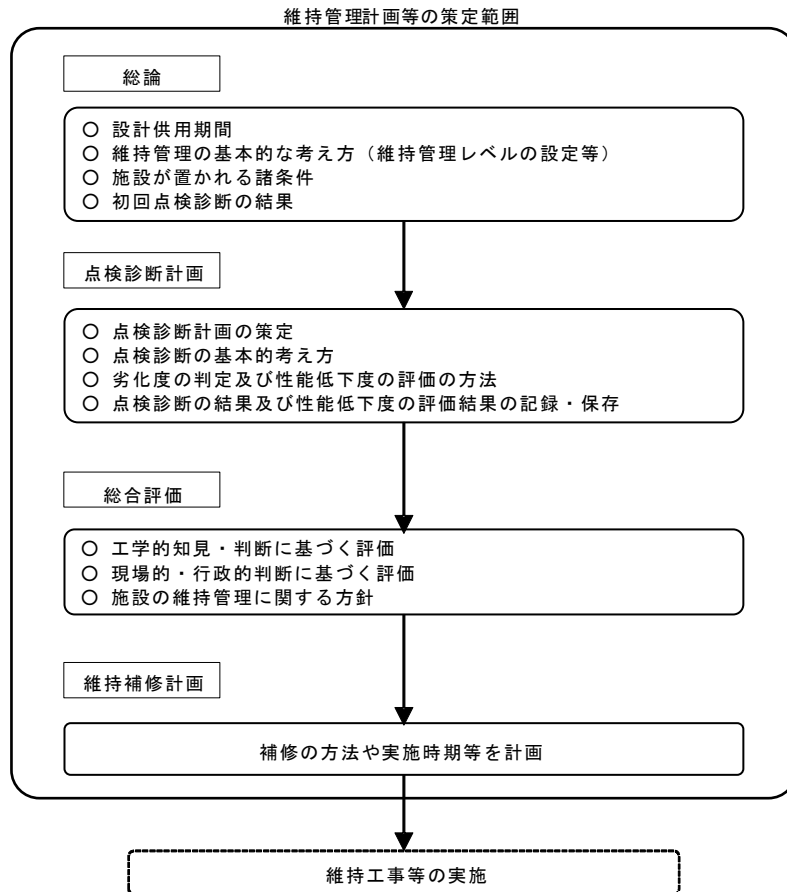 維持管理計画等の策定範囲
総論
○ 設計供用期間
○ 維持管理の基本的な考え方（維持管理レベルの設定等）
○ 施設が置かれる諸条件
○ 初回点検診断の結果
点検診断計画
○ 点検診断計画の策定
○ 点検診断の基本的考え方
○ 劣化度の判定及び性能低下度の評価の方法
○ 点検診断の結果及び性能低下度の評価結果の記録・保存
総合評価
○ 工学的知見・判断に基づく評価
○ 現場的・行政的判断に基づく評価
○ 施設の維持管理に関する方針
維持補修計画
補修の方法や実施時期等を計画
維持工事等の実施